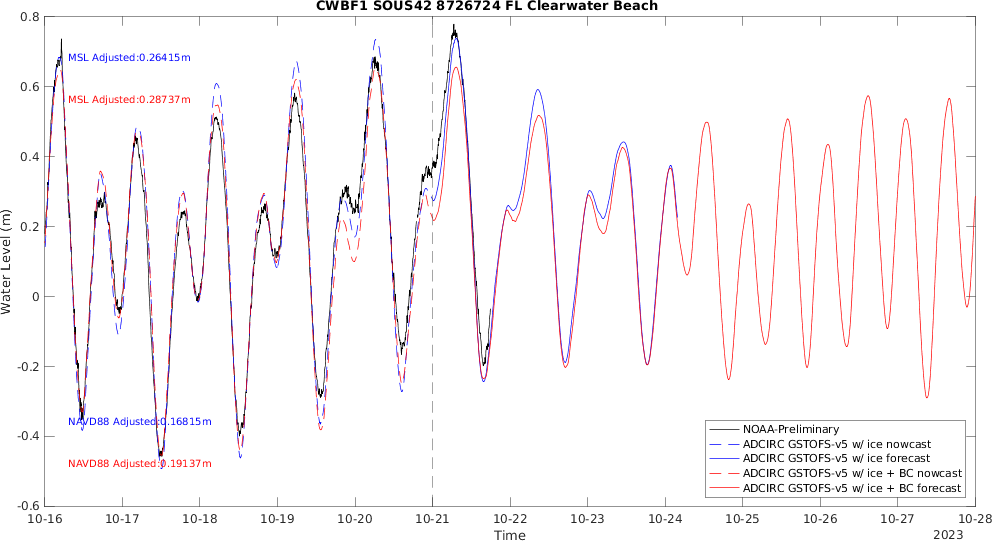 CWBF1 SOUS42 8726724 FL Clearwater Beach
0.8
0.6
0.4
0.2
0
-0.2
-0.4
-0.6
Water Level (m)
MSL Adjusted:0.26415m
MSL Adjusted:0.28737m
NAVD88 Adjusted:0.16815m
NAVD88 Adjusted:0.19137m
NOAA-Preliminary
ADCIRC GSTOFS-v5 w/ ice nowcast
ADCIRC GSTOFS-v5 w/ ice forecast
ADCIRC GSTOFS-v5 w/ ice + BC nowcast
ADCIRC GSTOFS-v5 w/ ice + BC forecast
10-16 10-17 10-18 10-19 10-20 10-21 10-22 10-23 10-24 10-25 10-26 10-27 10-28
Time
2023